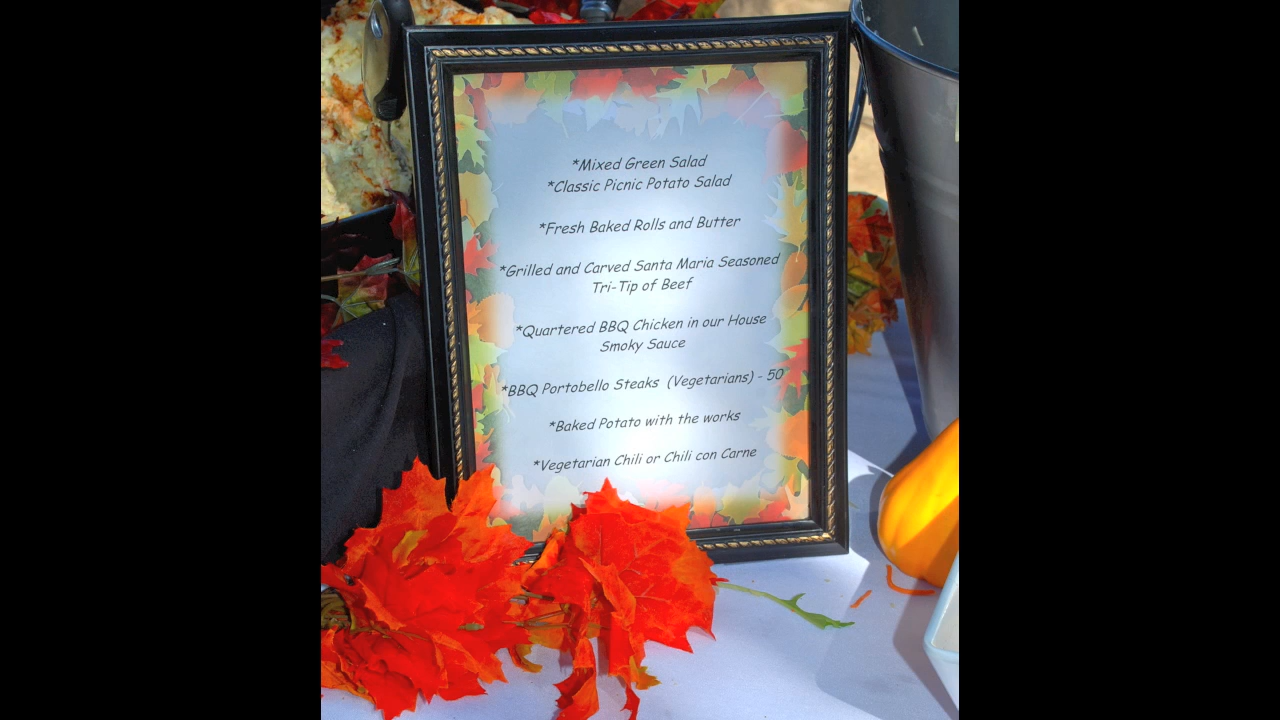 *Mixed Green Salad
*Classic Picnic Potato Salad
*Fresh Baked Rolls and Butter
*Grilled and Carved Santa Maria Seasoned
Tri-Tip of Beef
*Quartered BBQ Chicken in our House
Smoky Sauce
*BBQ Portobello Steaks (Vegetarians) - 50
*Baked Potato with the works
*Vegetarian Chili or Chili con Carne